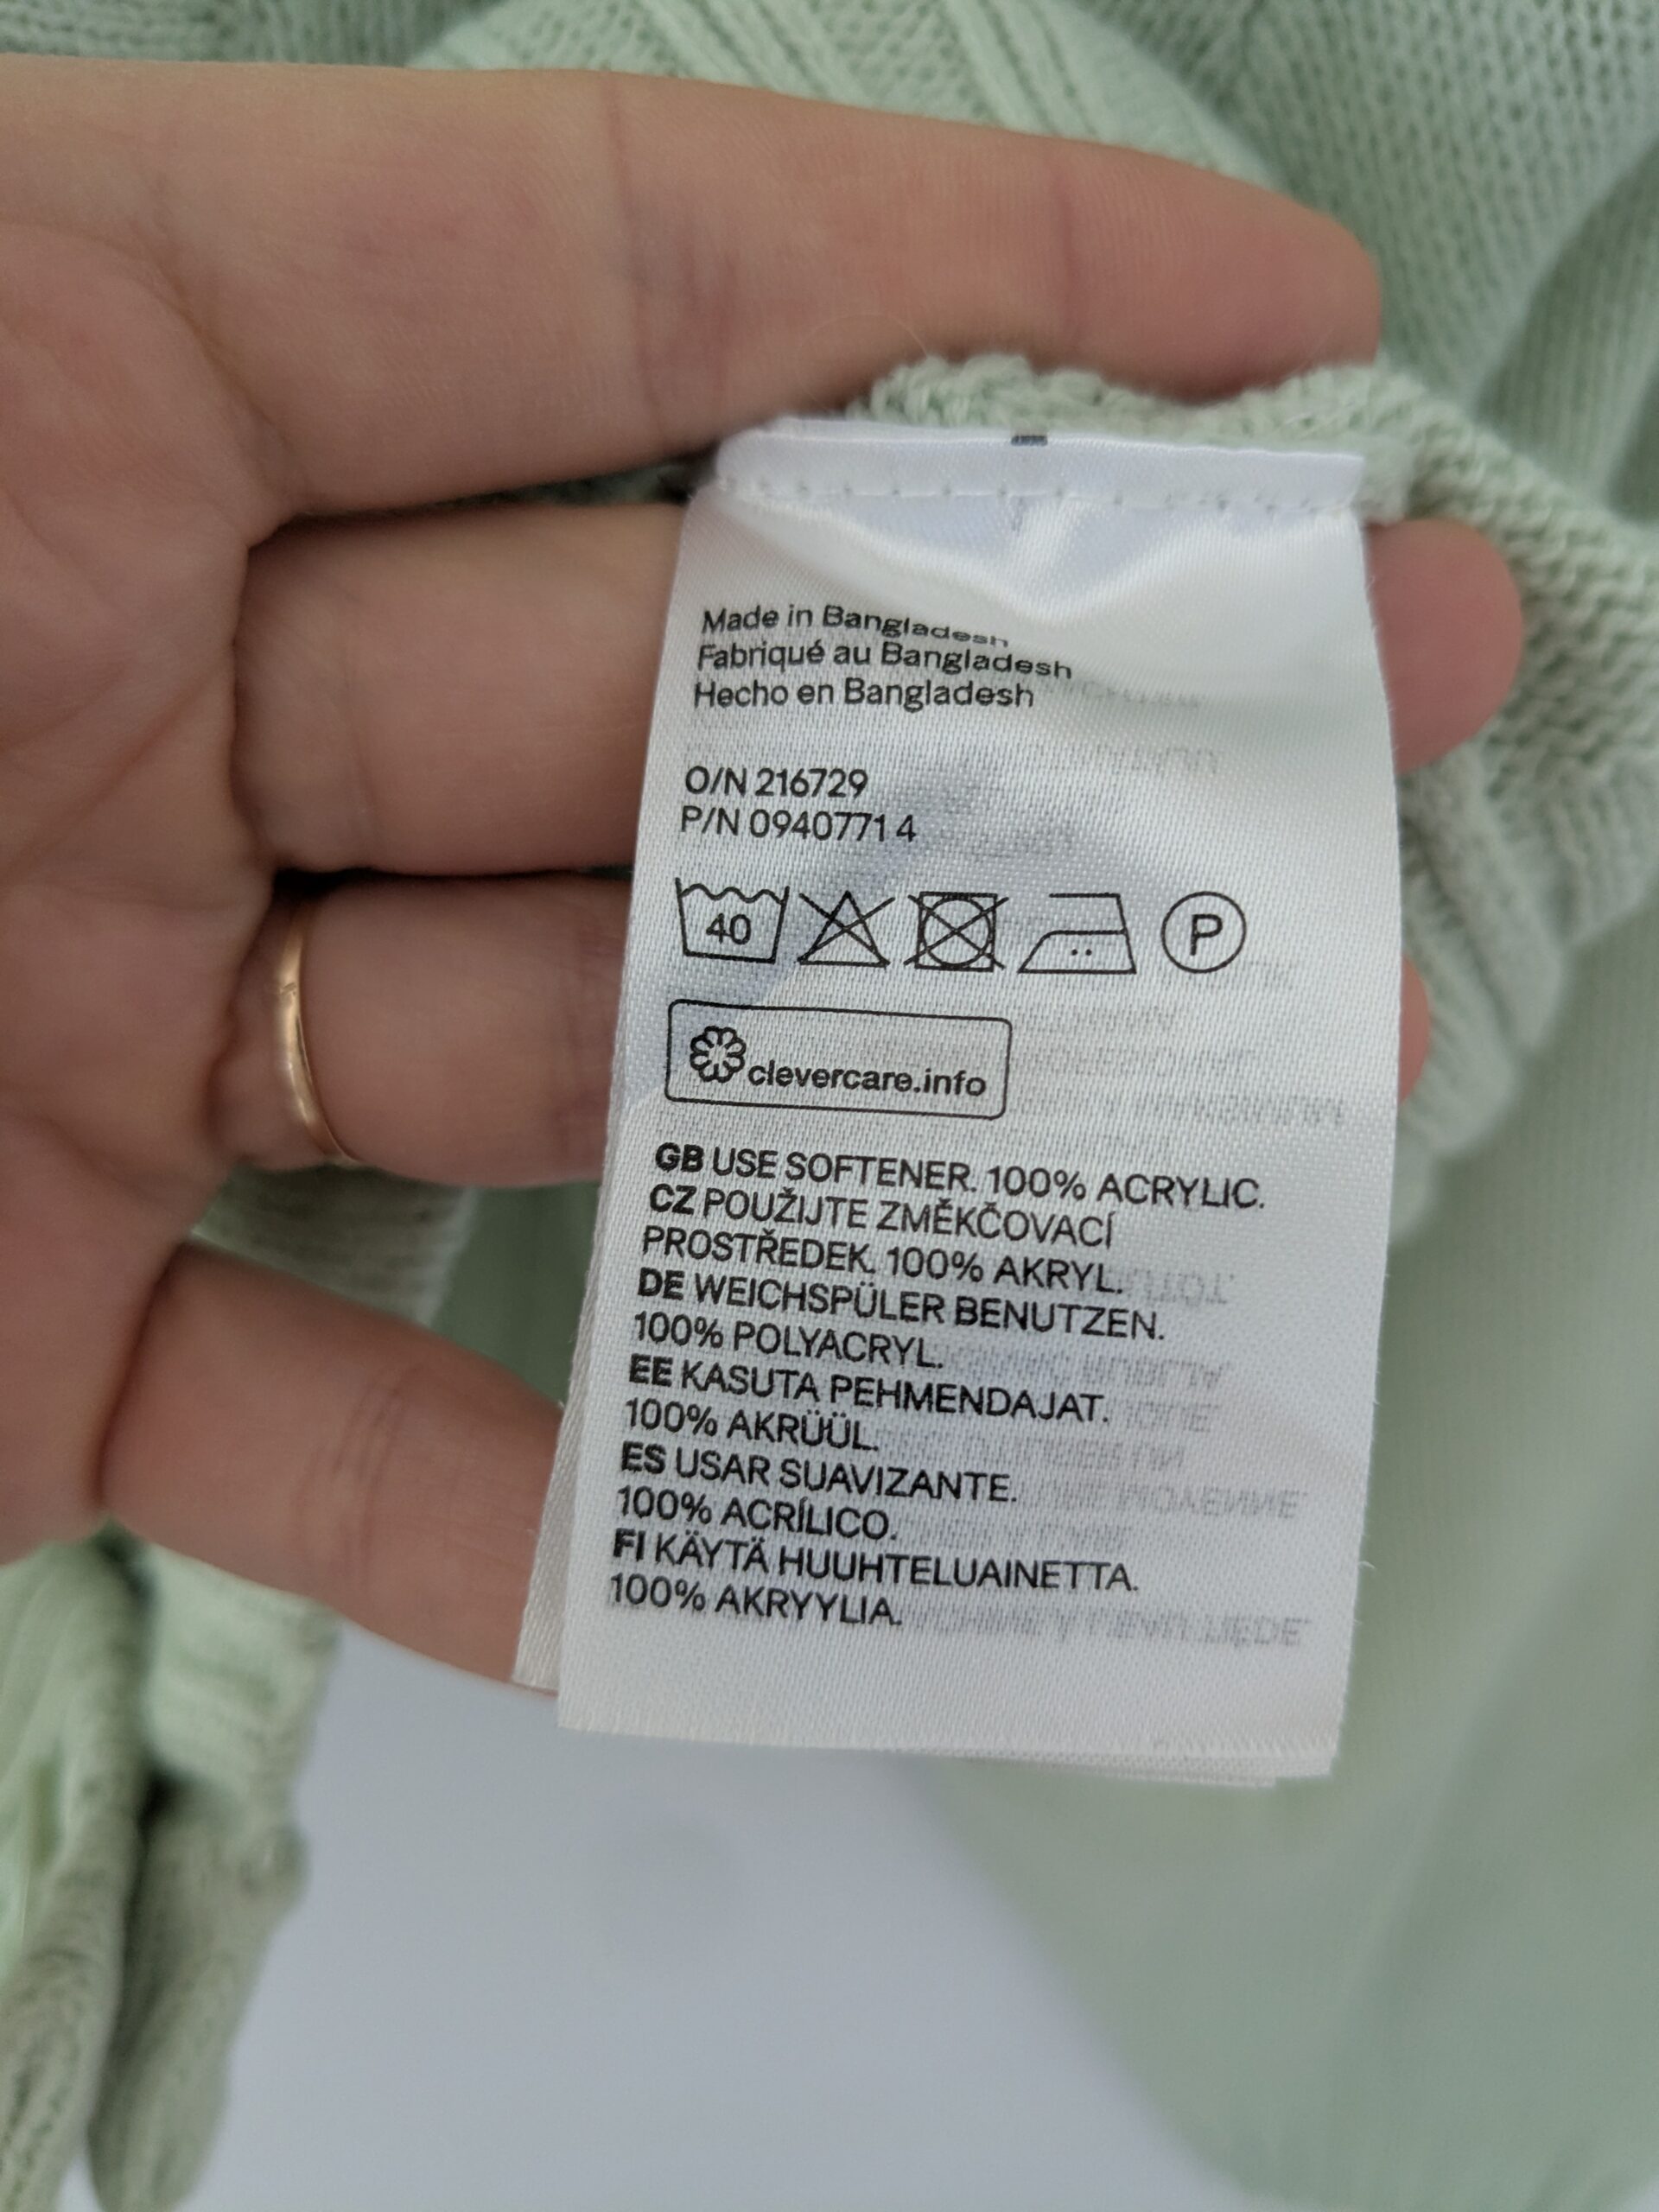 Made in Bangladesh
Fabriqué au Bangladesh
Hecho en Bangladesh
O/N 216729
P/N 0940771 4
40 P
clevercare.info
GB USE SOFTENER. 100% ACRYLIC.
CZ POUŽIJTE ZMĚKČOVACÍ
PROSTŘEDEK. 100% AKRYL.
DE WEICHSPÜLER BENUTZEN.
100% POLYACRYL.
EE KASUTA PEHMENDAJAT.
100% AKRÜÜL.
ES USAR SUAVIZANTE.
100% ACRÍLICO.
FI KÄYTÄ HUUHTELUAINETTA.
100% AKRYYLIA.